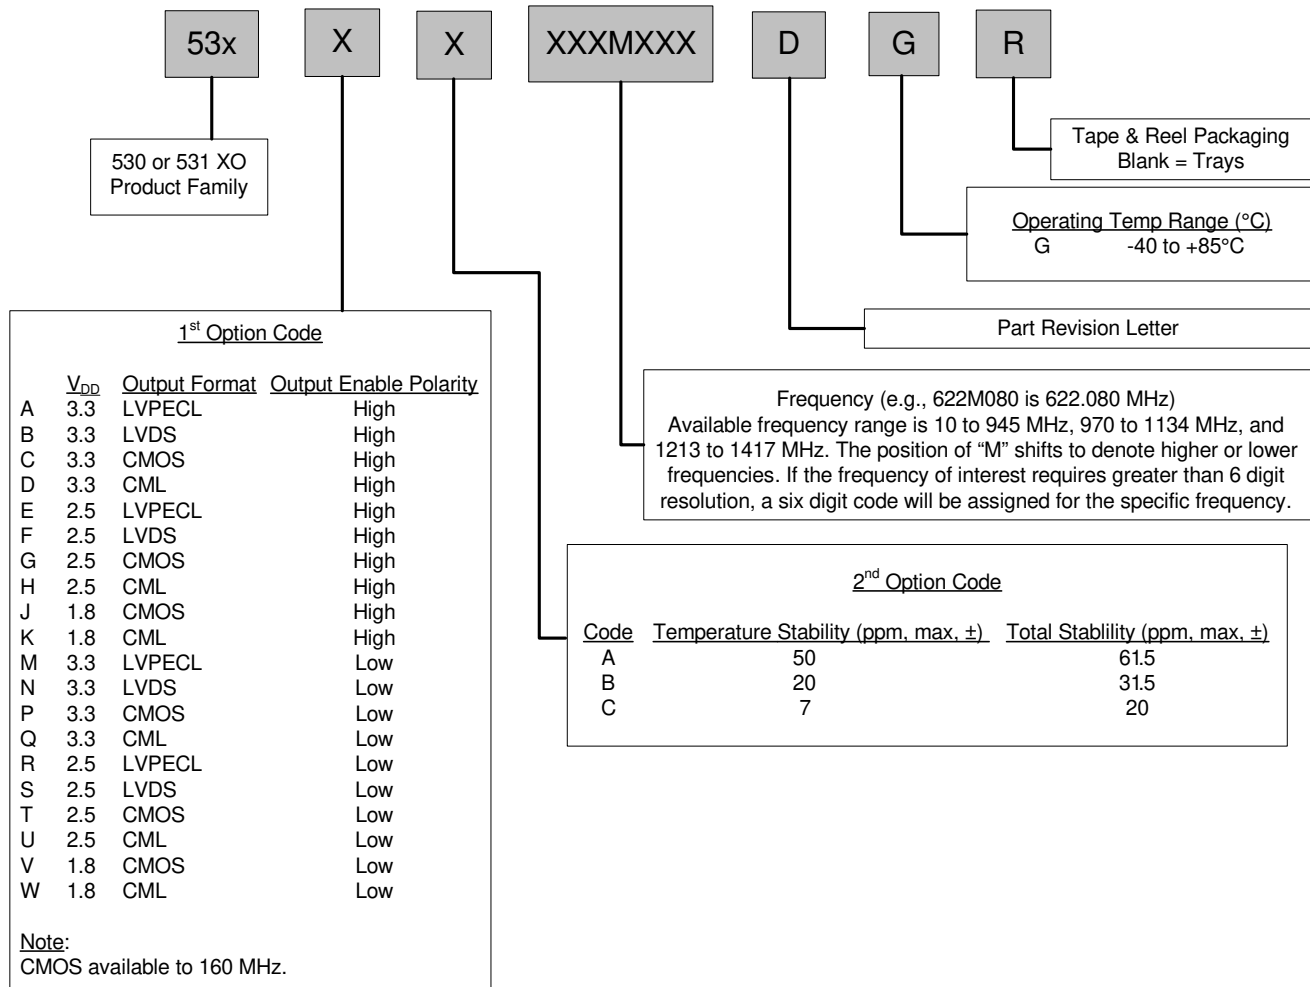 53x X X XXXMXXX D G R
530 or 531 XO
Product Family
Tape & Reel Packaging
Blank = Trays
Operating Temp Range (°C)
G -40 to +85°C
Part Revision Letter
Frequency (e.g., 622M080 is 622.080 MHz)
Available frequency range is 10 to 945 MHz, 970 to 1134 MHz, and
1213 to 1417 MHz. The position of “M” shifts to denote higher or lower
frequencies. If the frequency of interest requires greater than 6 digit
resolution, a six digit code will be assigned for the specific frequency.
1st Option Code
VDD Output Format Output Enable Polarity
A 3.3 LVPECL High
B 3.3 LVDS High
C 3.3 CMOS High
D 3.3 CML High
E 2.5 LVPECL High
F 2.5 LVDS High
G 2.5 CMOS High
H 2.5 CML High
J 1.8 CMOS High
K 1.8 CML High
M 3.3 LVPECL Low
N 3.3 LVDS Low
P 3.3 CMOS Low
Q 3.3 CML Low
R 2.5 LVPECL Low
S 2.5 LVDS Low
T 2.5 CMOS Low
U 2.5 CML Low
V 1.8 CMOS Low
W 1.8 CML Low
Note:
CMOS available to 160 MHz.
2nd Option Code
Code Temperature Stability (ppm, max, ±) Total Stablility (ppm, max, ±)
A 50 61.5
B 20 31.5
C 7 20